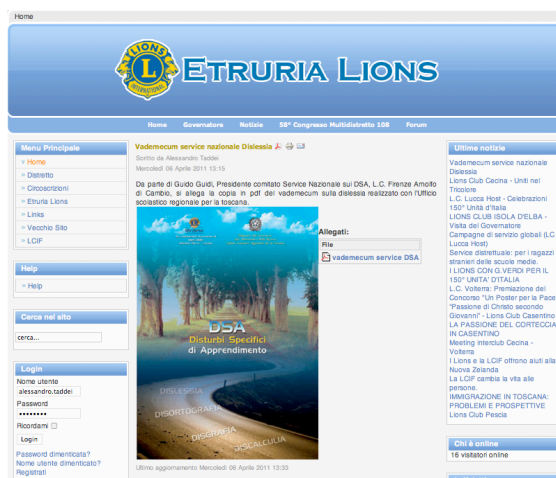 Home
LIONS
L
INTERNATIONAL
ETRURIA LIONS
Home Governatore Notizie 58° Congresso Multidistretto 108 Forum
Menu Principale
Home
Distretto
Circoscrizioni
Etruria Lions
Links
Vecchio Sito
LCIF
Help
Help
Cerca nel sito
cerca...
Login
Nome utente
alessandro.taddei
Password
••••••••
Ricordami
Login
Password dimenticata?
Nome utente dimenticato?
Registrati
Vademecum service nazionale Dislessia
Scritto da Alessandro Taddei
Mercoledì 06 Aprile 2011 13:15
Da parte di Guido Guidi, Presidente comitato Service Nazionale sui DSA, L.C. Firenze Arnolfo
di Cambio, si allega la copia in pdf del vademecum sulla dislessia realizzato con l'Ufficio
scolastico regionale per la toscana.
DSA
Disturbi Specifici
di Apprendimento
DISLESSIA
DISORTOGRAFIA
DISGRAFIA
DISCALCULIA
Allegati:
File
vademecum service DSA
Ultimo aggiornamento Mercoledì 06 Aprile 2011 13:33
Ultime notizie
Vademecum service nazionale
Dislessia
Lions Club Cecina - Uniti nel
Tricolore
L.C. Lucca Host - Celebrazioni
150° Unità d'Italia
LIONS CLUB ISOLA D'ELBA -
Visita del Governatore
Campagne di servizio globali (LC
Lucca Host)
Service distrettuale: per i ragazzi
stranieri delle scuole medie.
I LIONS CON G.VERDI PER IL
150° UNITA' D'ITALIA
L.C. Volterra: Premiazione del
Concorso "Un Poster per la Pace
"Passione di Christo secondo
Giovanni" - Lions Club Casentino
LA PASSIONE DEL CORTECCIA
IN CASENTINO
Meeting interclub Cecina -
Volterra
I Lions e la LCIF offrono aiuti alla
Nuova Zelanda
La LCIF cambia la vita alle
persone.
IMMIGRAZIONE IN TOSCANA:
PROBLEMI E PROSPETTIVE
Lions Club Pescia
Chi è online
16 visitatori online